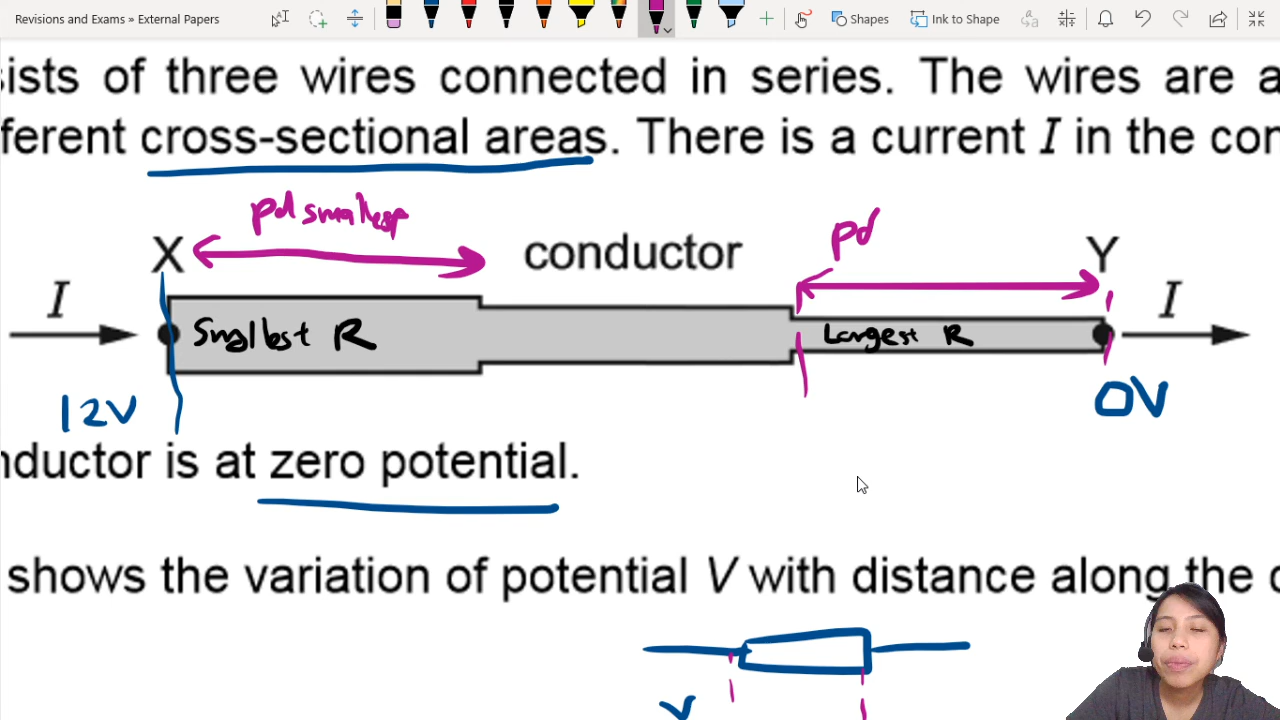 Revisions and Exams » External Papers
Shapes
Ink to Shape
sists of three wires connected in series. The wires are a
fferent cross-sectional areas. There is a current I in the con
pd smallest
pd
X
conductor
Y
I
I
Smallest R
Largest R
12V
0V
nductor is at zero potential.
shows the variation of potential V with distance along the c
V